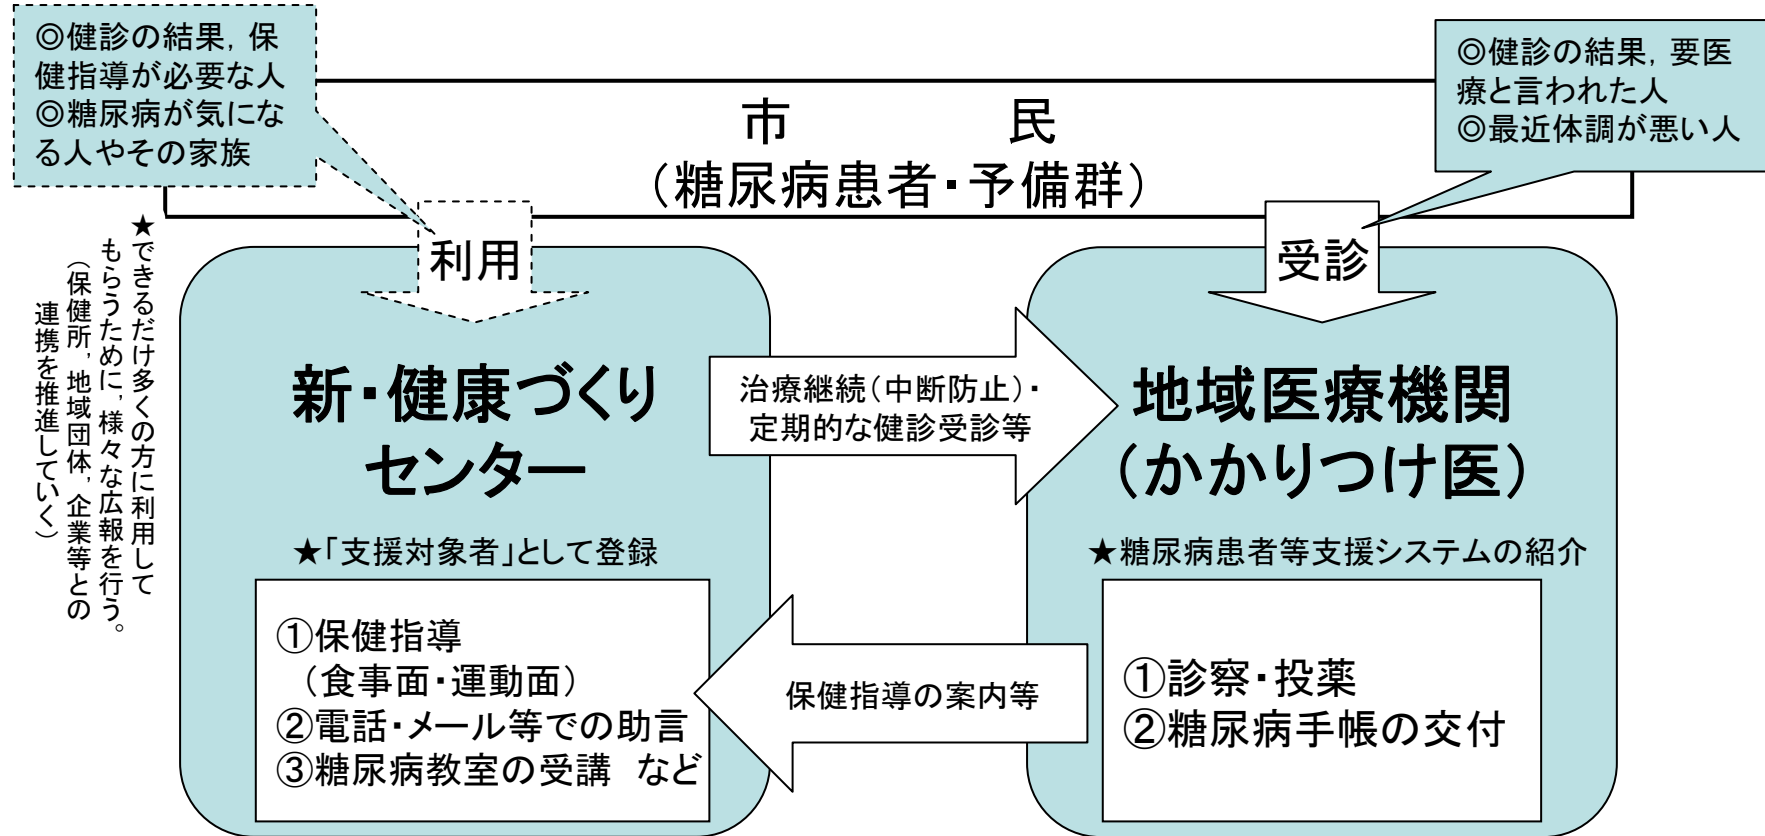 ◎健診の結果，保
健指導が必要な人
◎糖尿病が気にな
る人やその家族
◎健診の結果，要医
療と言われた人
◎最近体調が悪い人
市　　　民
（糖尿病患者・予備群）
★できるだけ多くの方に利用して
もらうために，様々な広報を行う。
（保健所，地域団体，企業等との
連携を推進していく）
利用
受診
新・健康づくり
センター
★「支援対象者」として登録
①保健指導
（食事面・運動面）
②電話・メール等での助言
③糖尿病教室の受講　など
治療継続（中断防止）・
定期的な健診受診等
保健指導の案内等
地域医療機関
（かかりつけ医）
★糖尿病患者等支援システムの紹介
①診察・投薬
②糖尿病手帳の交付